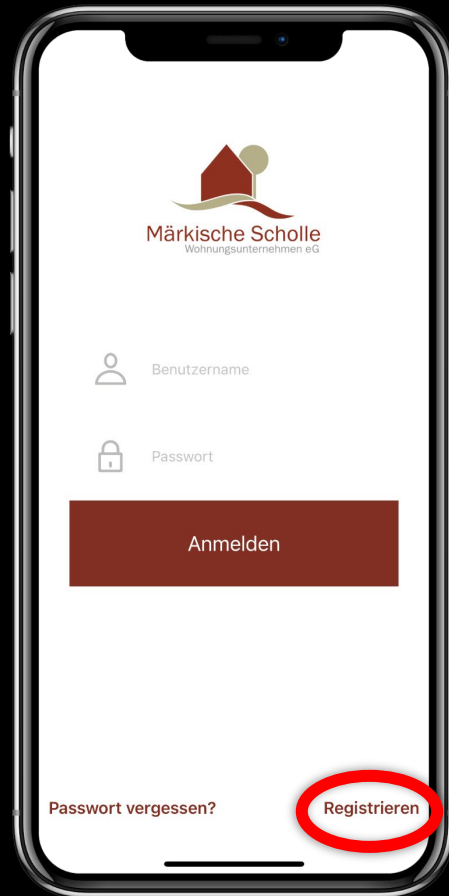 Märkische Scholle
Wohnungsunternehmen eG
Benutzername
Passwort
Anmelden
Passwort vergessen?
Registrieren